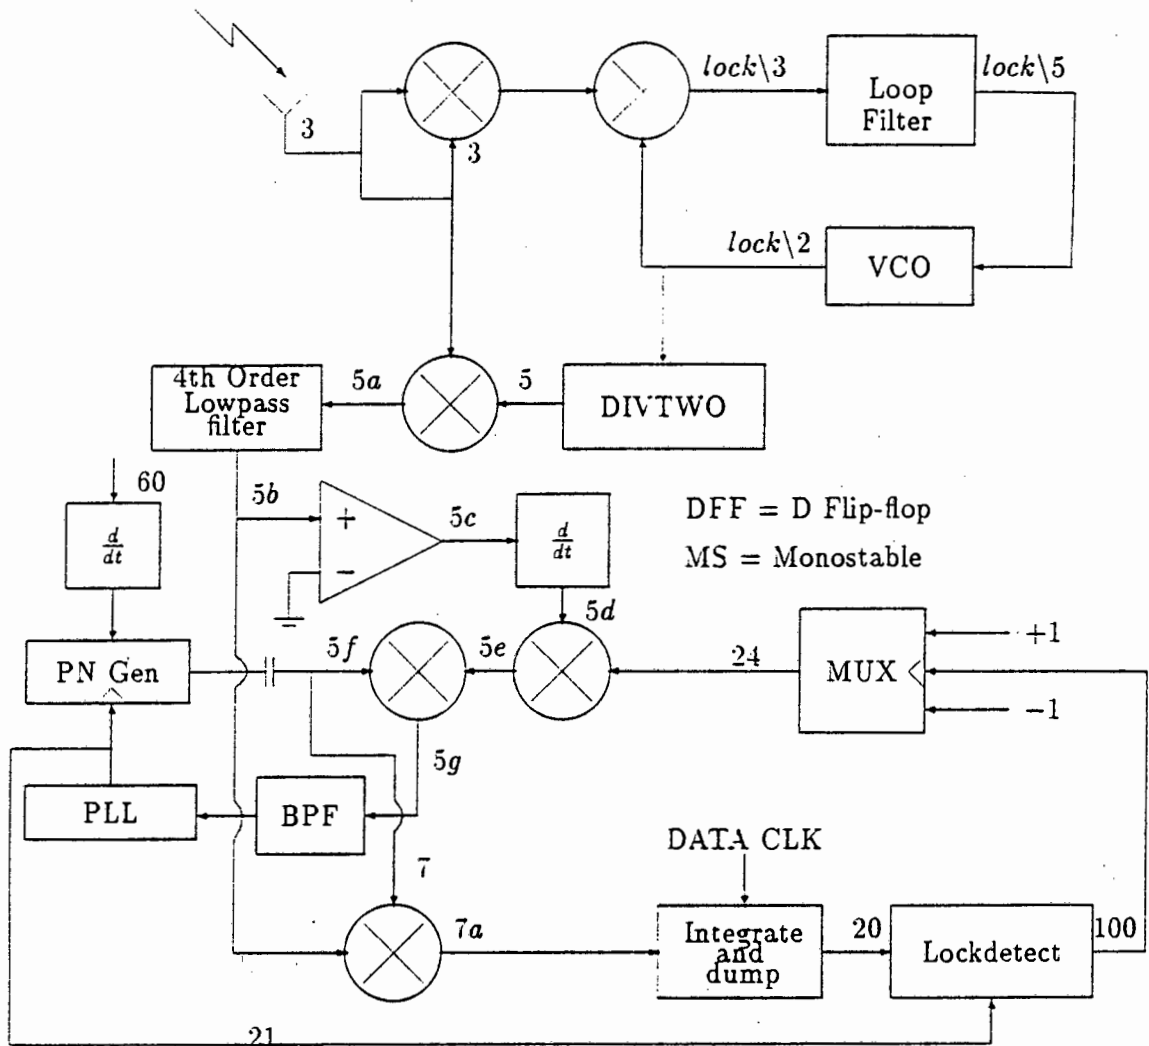 lock\3
lock\5
Loop
Filter
3
3
lock\2
VCO
4th Order
Lowpass
filter
5a
5
DIVTWO
60
d
dt
5b
+
−
5c
d
dt
DFF = D Flip-flop
MS = Monostable
5d
PN Gen
5f
5e
24
MUX
+1
−1
5g
PLL
BPF
DATA CLK
7
7a
Integrate
and
dump
20
Lockdetect
100
21